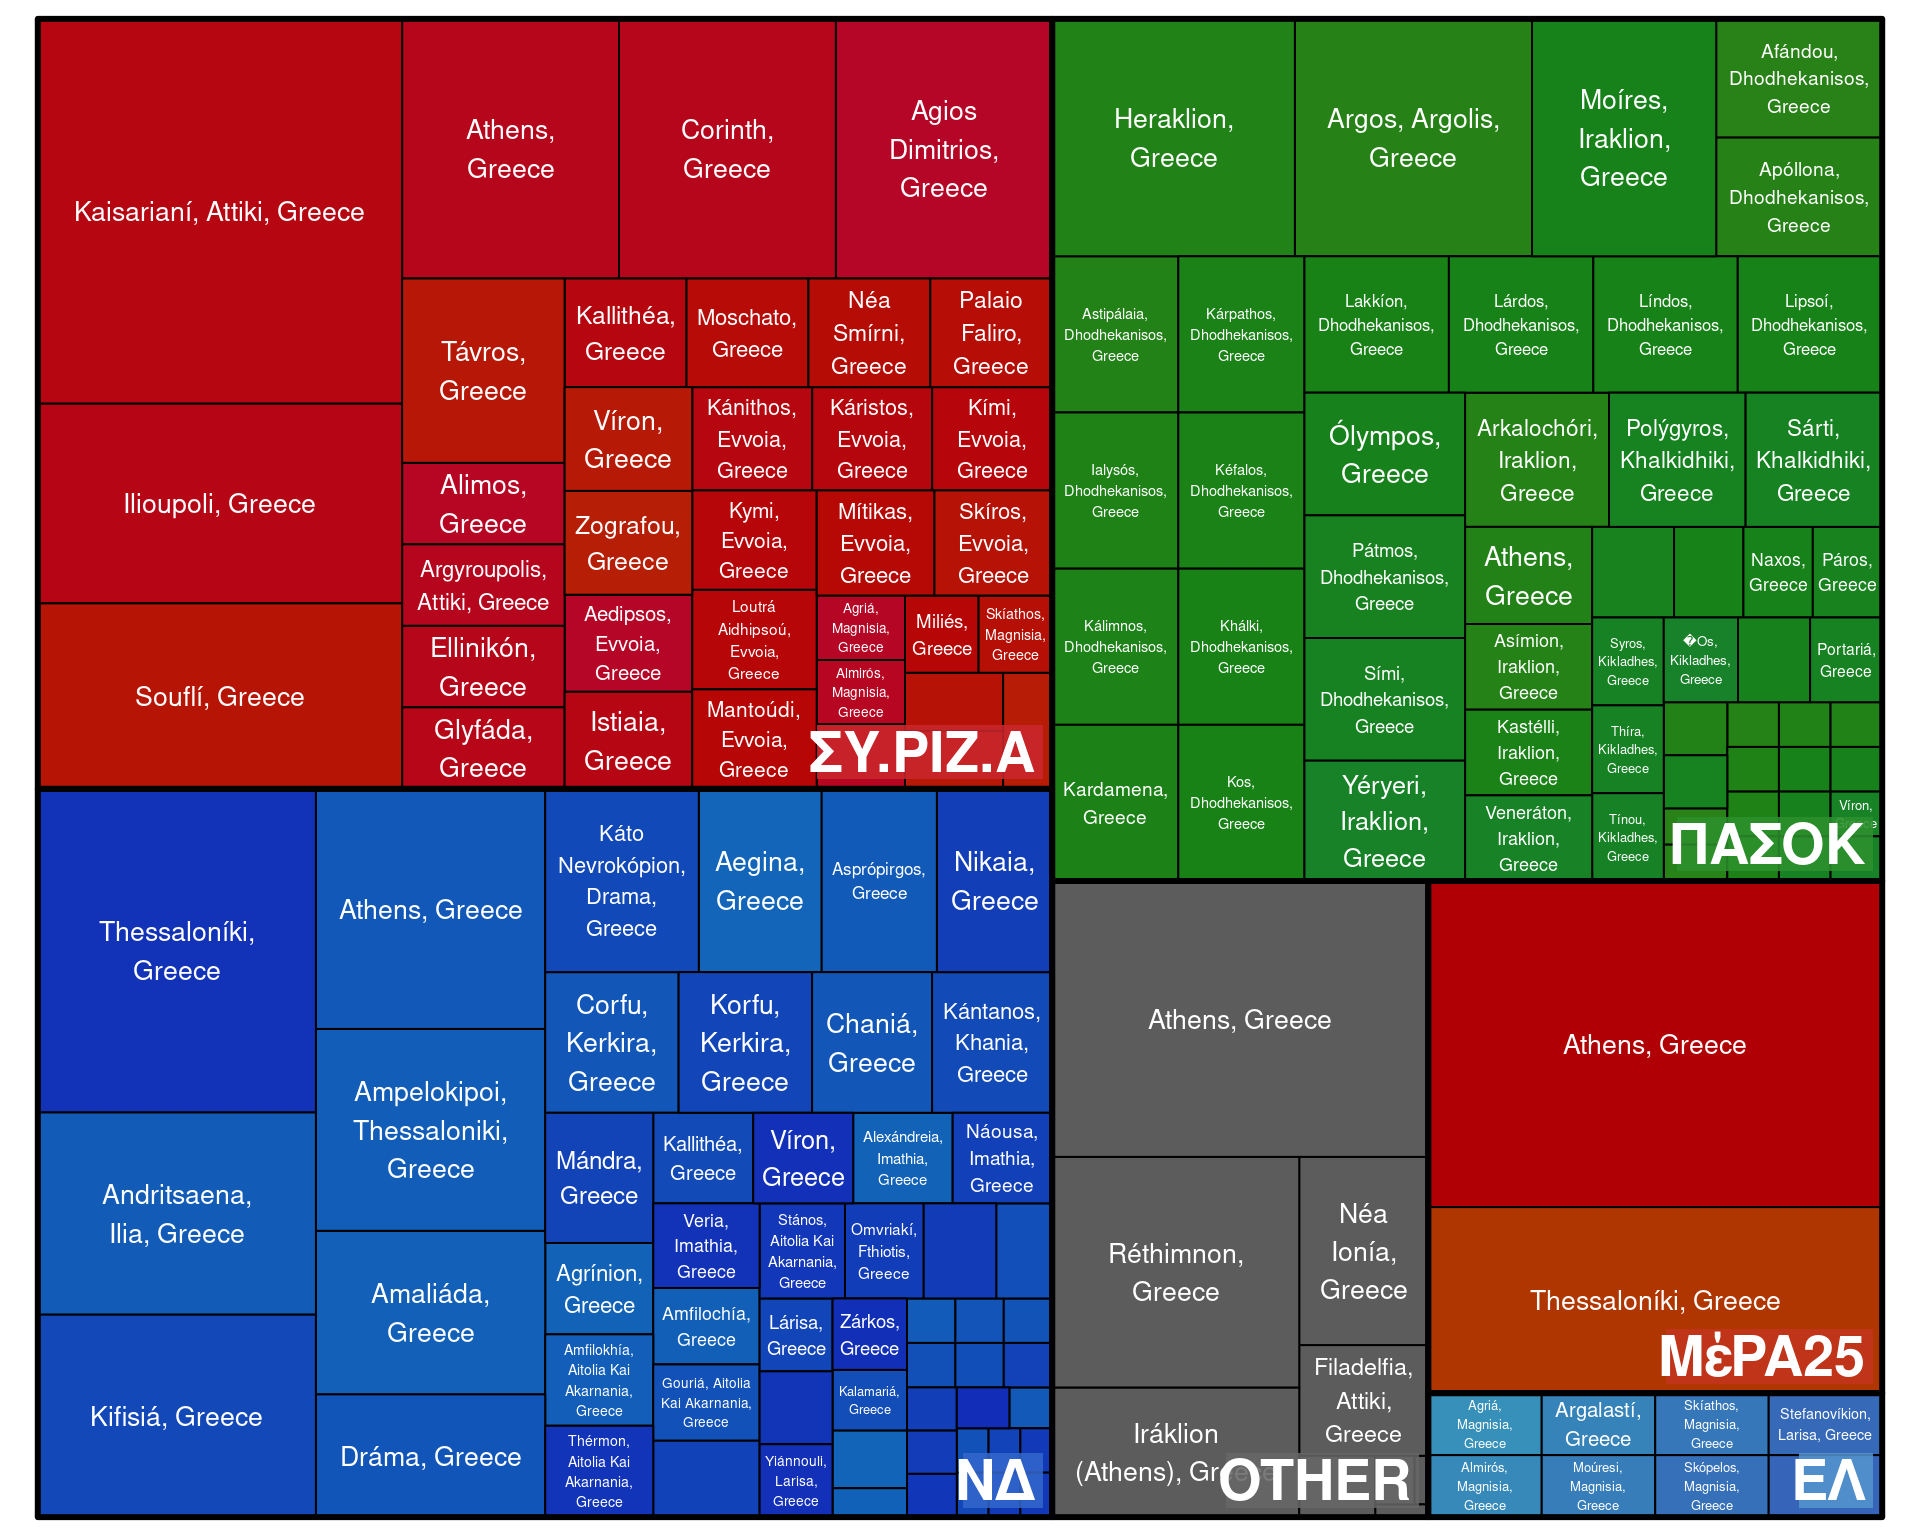 Kaisarianí, Attiki, Greece
Ilioupoli, Greece
Souflí, Greece
Athens,
Greece
Corinth,
Greece
Agios
Dimitrios,
Greece
Távros,
Greece
Alimos,
Greece
Argyroupolis,
Attiki, Greece
Ellinikón,
Greece
Glyfáda,
Greece
Kallithéa,
Greece
Moschato,
Greece
Néa
Smírni,
Greece
Palaio
Faliro,
Greece
Víron,
Greece
Zografou,
Greece
Aedipsos,
Evvoia,
Greece
Istiaia,
Greece
Kánithos,
Evvoia,
Greece
Káristos,
Evvoia,
Greece
Kími,
Evvoia,
Greece
Kymi,
Evvoia,
Greece
Loutrá
Aidhipsoú,
Evvoia,
Greece
Mantoúdi,
Evvoia,
Greece
Mítikas,
Evvoia,
Greece
Skíros,
Evvoia,
Greece
Agriá,
Magnisia,
Greece
Almirós,
Magnisia,
Greece
Miliés,
Greece
Skíathos,
Magnisia,
Greece
ΣΥ.ΡΙΖ.Α
Heraklion,
Greece
Argos, Argolis,
Greece
Moíres,
Iraklion,
Greece
Afándou,
Dhodhekanisos,
Greece
Apóllona,
Dhodhekanisos,
Greece
Astipálaia,
Dhodhekanisos,
Greece
Kárpathos,
Dhodhekanisos,
Greece
Ialysós,
Dhodhekanisos,
Greece
Kéfalos,
Dhodhekanisos,
Greece
Kálimnos,
Dhodhekanisos,
Greece
Khálki,
Dhodhekanisos,
Greece
Kardamena,
Greece
Kos,
Dhodhekanisos,
Greece
Lakkíon,
Dhodhekanisos,
Greece
Lárdos,
Dhodhekanisos,
Greece
Líndos,
Dhodhekanisos,
Greece
Lipsoí,
Dhodhekanisos,
Greece
Ólympos,
Greece
Pátmos,
Dhodhekanisos,
Greece
Sími,
Dhodhekanisos,
Greece
Yéryeri,
Iraklion,
Greece
Arkalochóri,
Iraklion,
Greece
Polýgyros,
Khalkidhiki,
Greece
Sárti,
Khalkidhiki,
Greece
Athens,
Greece
Asímion,
Iraklion,
Greece
Kastélli,
Iraklion,
Greece
Veneráton,
Iraklion,
Greece
Naxos,
Greece
Páros,
Greece
Syros,
Kikladhes,
Greece
�Os,
Kikladhes,
Greece
Portariá,
Greece
Thíra,
Kikladhes,
Greece
Tínou,
Kikladhes,
Greece
Víron,
Greece
ΠΑΣΟΚ
Thessaloníki,
Greece
Andritsaena,
Ilia, Greece
Kifisiá, Greece
Athens, Greece
Ampelokipoi,
Thessaloniki,
Greece
Amaliáda,
Greece
Dráma, Greece
Káto
Nevrokópion,
Drama,
Greece
Aegina,
Greece
Asprópirgos,
Greece
Nikaia,
Greece
Corfu,
Kerkira,
Greece
Korfu,
Kerkira,
Greece
Chaniá,
Greece
Kántanos,
Khania,
Greece
Mándra,
Greece
Agrínion,
Greece
Amfilokhía,
Aitolia Kai
Akarnania,
Greece
Thérmon,
Aitolia Kai
Akarnania,
Greece
Kallithéa,
Greece
Víron,
Greece
Alexándreia,
Imathia,
Greece
Náousa,
Imathia,
Greece
Veria,
Imathia,
Greece
Amfilochía,
Greece
Gouriá, Aitolia
Kai Akarnania,
Greece
Stános,
Aitolia Kai
Akarnania,
Greece
Omvriakí,
Fthiotis,
Greece
Lárisa,
Greece
Zárkos,
Greece
Kalamariá,
Greece
Yiánnouli,
Larisa,
Greece
ΝΔ
Athens, Greece
Réthimnon,
Greece
Iráklion
(Athens), Greece
Néa
Ionía,
Greece
Filadelfia,
Attiki,
Greece
OTHER
Athens, Greece
Thessaloníki, Greece
ΜέΡΑ25
Agriá,
Magnisia,
Greece
Argalastí,
Greece
Skíathos,
Magnisia,
Greece
Stefanovíkion,
Larisa, Greece
Almirós,
Magnisia,
Greece
Moúresi,
Magnisia,
Greece
Skópelos,
Magnisia,
Greece
ΕΛ